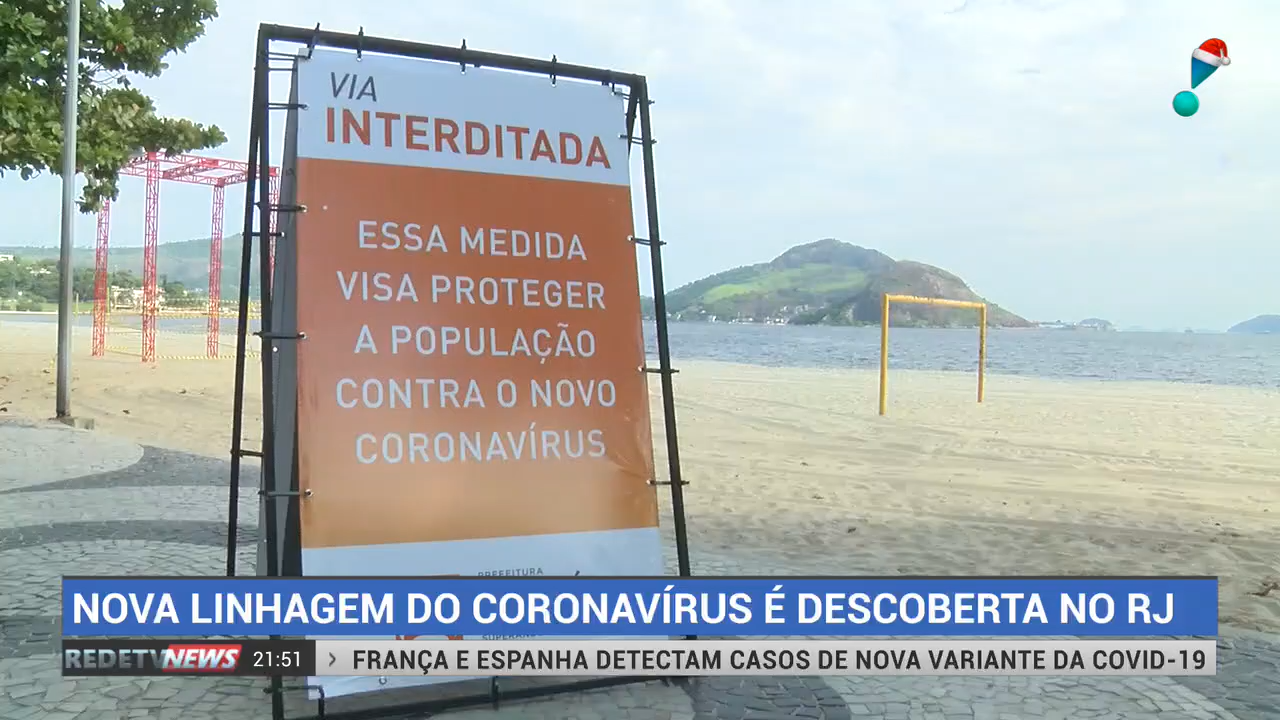 VIA
INTERDITADA
ESSA MEDIDA
VISA PROTEGER
A POPULAÇÃO
CONTRA O NOVO
CORONAVÍRUS
PREFEITURA
NOVA LINHAGEM DO CORONAVÍRUS É DESCOBERTA NO RJ
REDETV NEWS 21:51 › FRANÇA E ESPANHA DETECTAM CASOS DE NOVA VARIANTE DA COVID-19